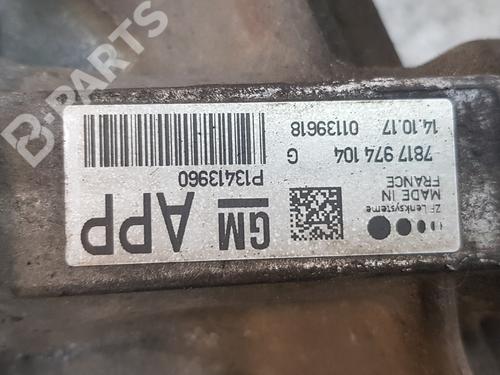 ZF Lenksysteme
MADE IN
FRANCE
GM
APP
P13413960
7817 974 104 G
14.10.17 01139618
B-PARTS